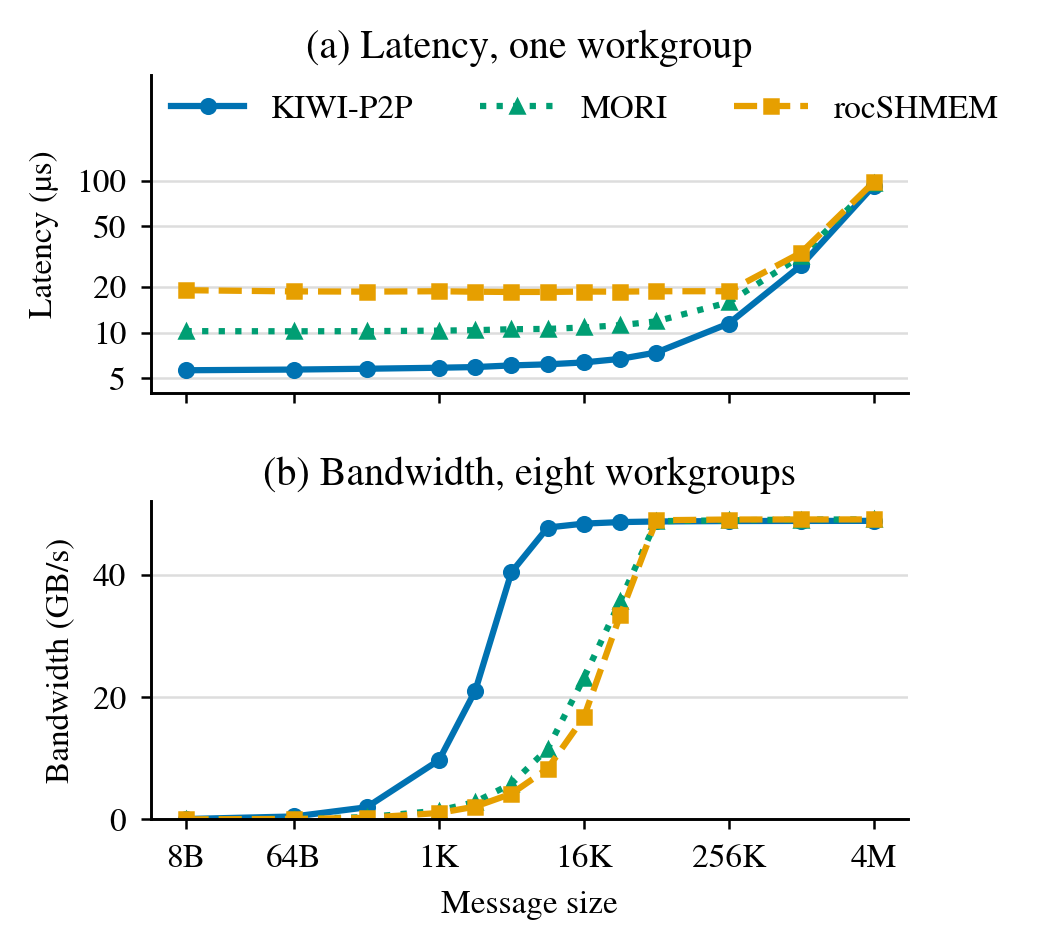 (a) Latency, one workgroup
KIWI-P2P MORI rocSHMEM
Latency (μs)
100
50
20
10
5
(b) Bandwidth, eight workgroups
Bandwidth (GB/s)
40
20
0
8B 64B 1K 16K 256K 4M
Message size